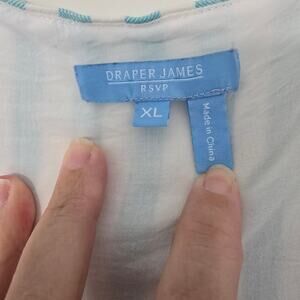 DRAPER JAMES
RSVP
XL
Made in China